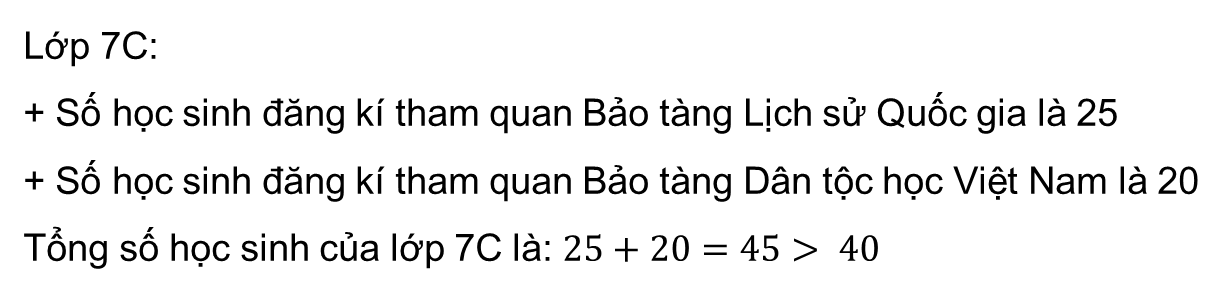 Lớp 7C:
+ Số học sinh đăng kí tham quan Bảo tàng Lịch sử Quốc gia là 25
+ Số học sinh đăng kí tham quan Bảo tàng Dân tộc học Việt Nam là 20
Tổng số học sinh của lớp 7C là: 25 + 20 = 45 > 40